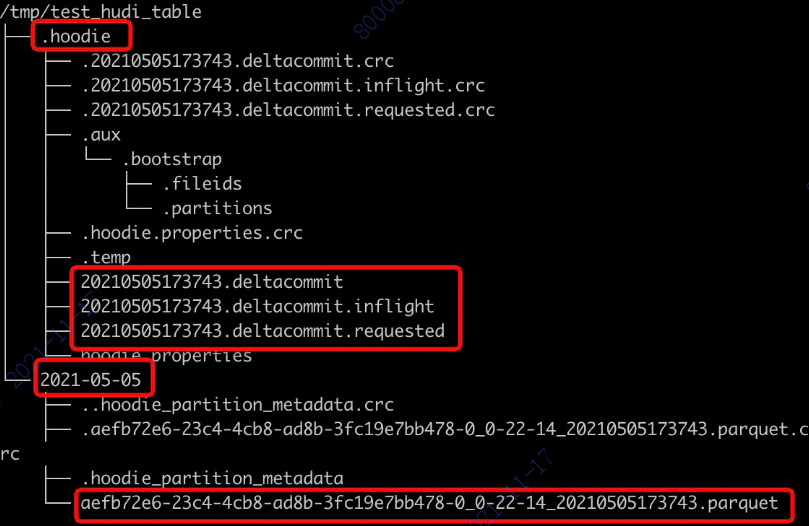 /tmp/test_hudi_table
.hoodie
.20210505173743.deltacommit.crc
.20210505173743.deltacommit.inflight.crc
.20210505173743.deltacommit.requested.crc
.aux
.bootstrap
.fileids
.partitions
.hoodie.properties.crc
.temp
20210505173743.deltacommit
20210505173743.deltacommit.inflight
20210505173743.deltacommit.requested
hoodie.properties
2021-05-05
..hoodie_partition_metadata.crc
.aefb72e6-23c4-4cb8-ad8b-3fc19e7bb478-0_0-22-14_20210505173743.parquet.c
rc
.hoodie_partition_metadata
aefb72e6-23c4-4cb8-ad8b-3fc19e7bb478-0_0-22-14_20210505173743.parquet